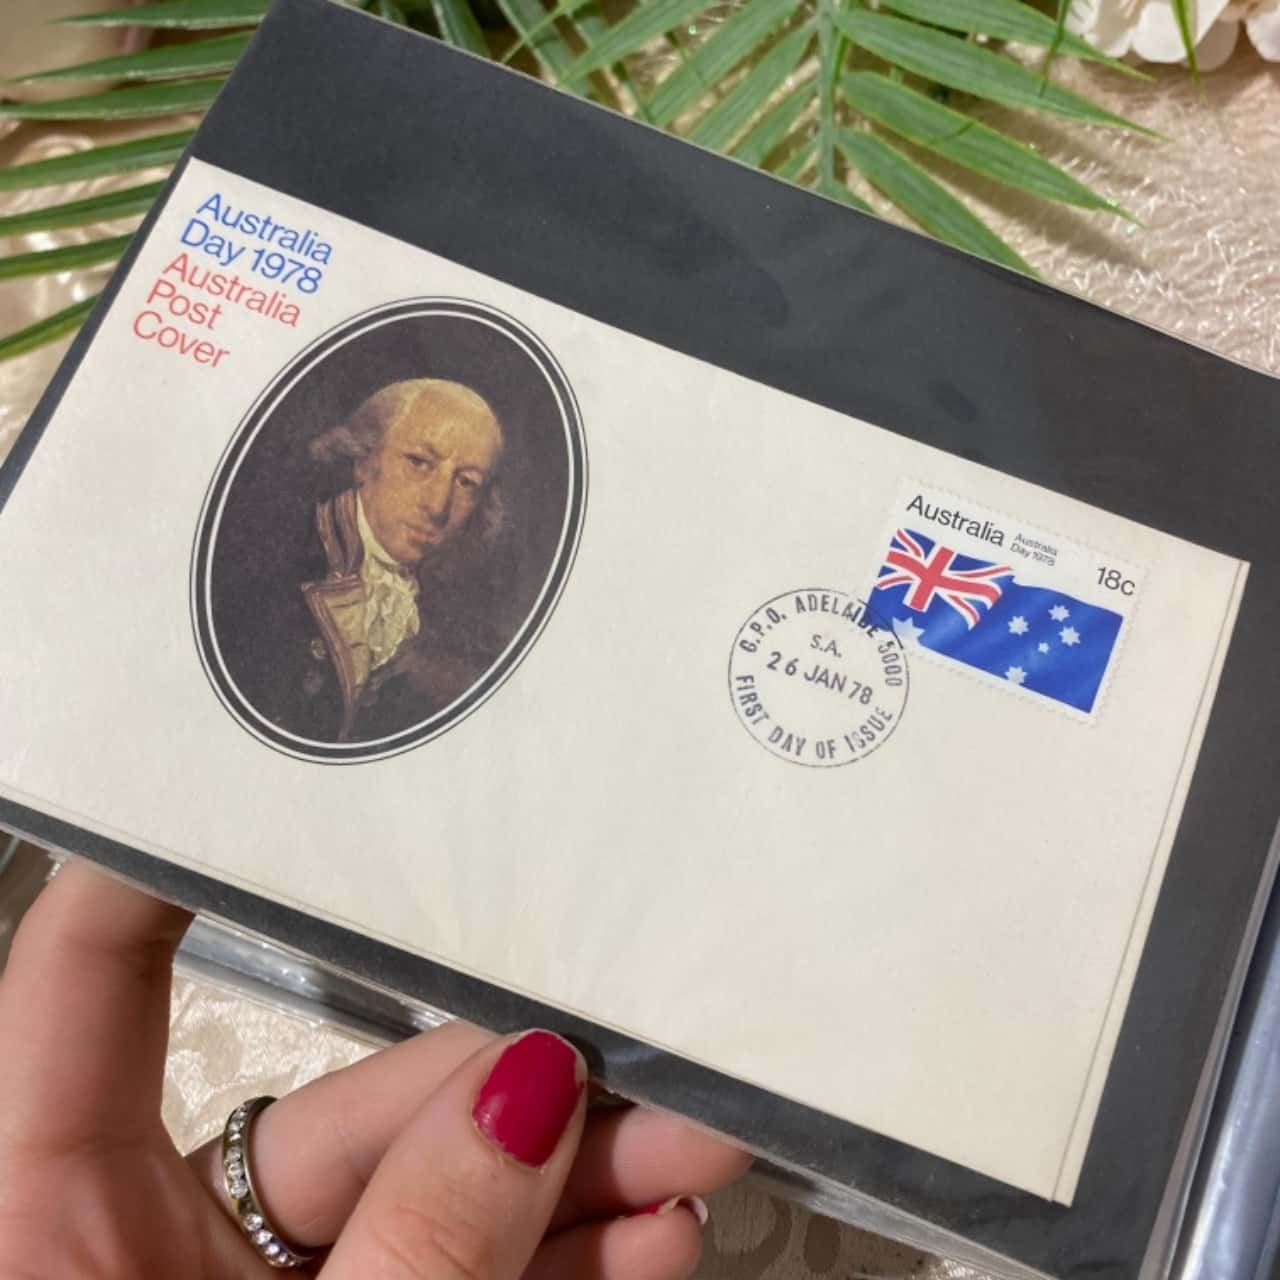 Australia
Day 1978
Australia
Post
Cover
Australia Australia
Day 1978
18c
G.P.O. ADELAIDE 5000
S.A.
26 JAN 78
FIRST DAY OF ISSUE